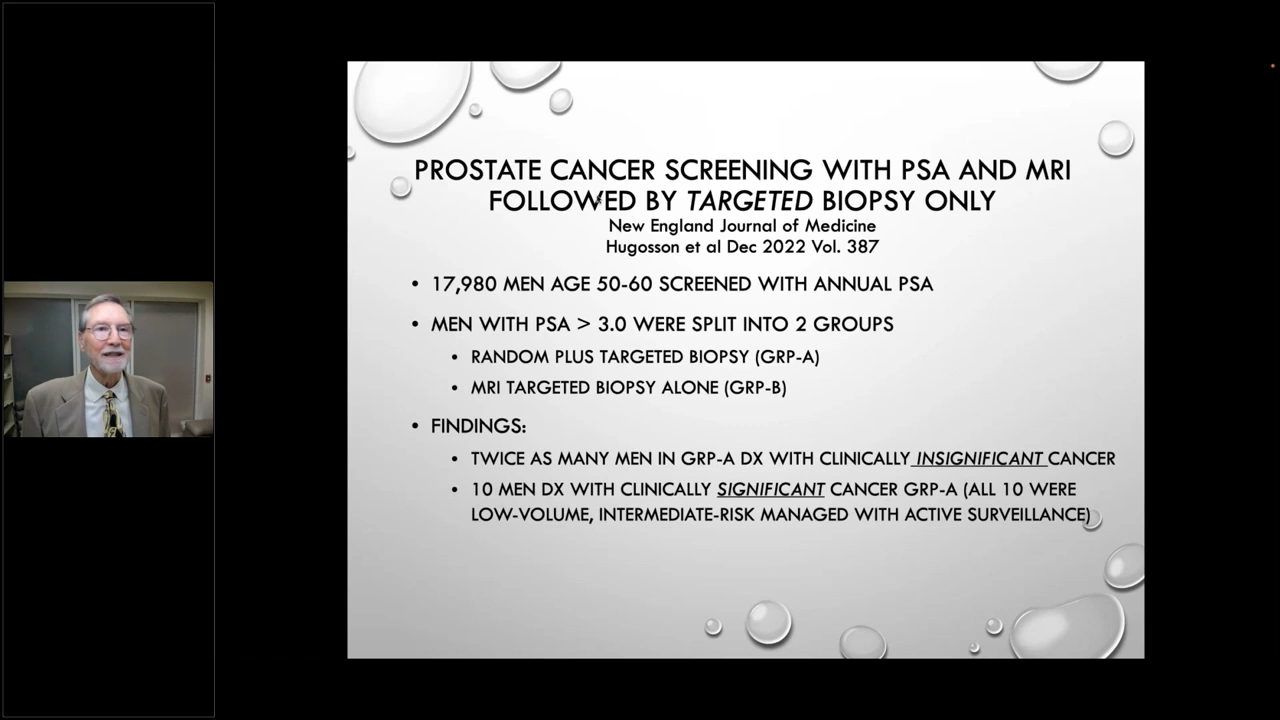 PROSTATE CANCER SCREENING WITH PSA AND MRI
FOLLOWED BY TARGETED BIOPSY ONLY
New England Journal of Medicine
Hugosson et al Dec 2022 Vol. 387
• 17,980 MEN AGE 50-60 SCREENED WITH ANNUAL PSA
• MEN WITH PSA > 3.0 WERE SPLIT INTO 2 GROUPS
• RANDOM PLUS TARGETED BIOPSY (GRP-A)
• MRI TARGETED BIOPSY ALONE (GRP-B)
• FINDINGS:
• TWICE AS MANY MEN IN GRP-A DX WITH CLINICALLY INSIGNIFICANT CANCER
• 10 MEN DX WITH CLINICALLY SIGNIFICANT CANCER GRP-A (ALL 10 WERE
LOW-VOLUME, INTERMEDIATE-RISK MANAGED WITH ACTIVE SURVEILLANCE)